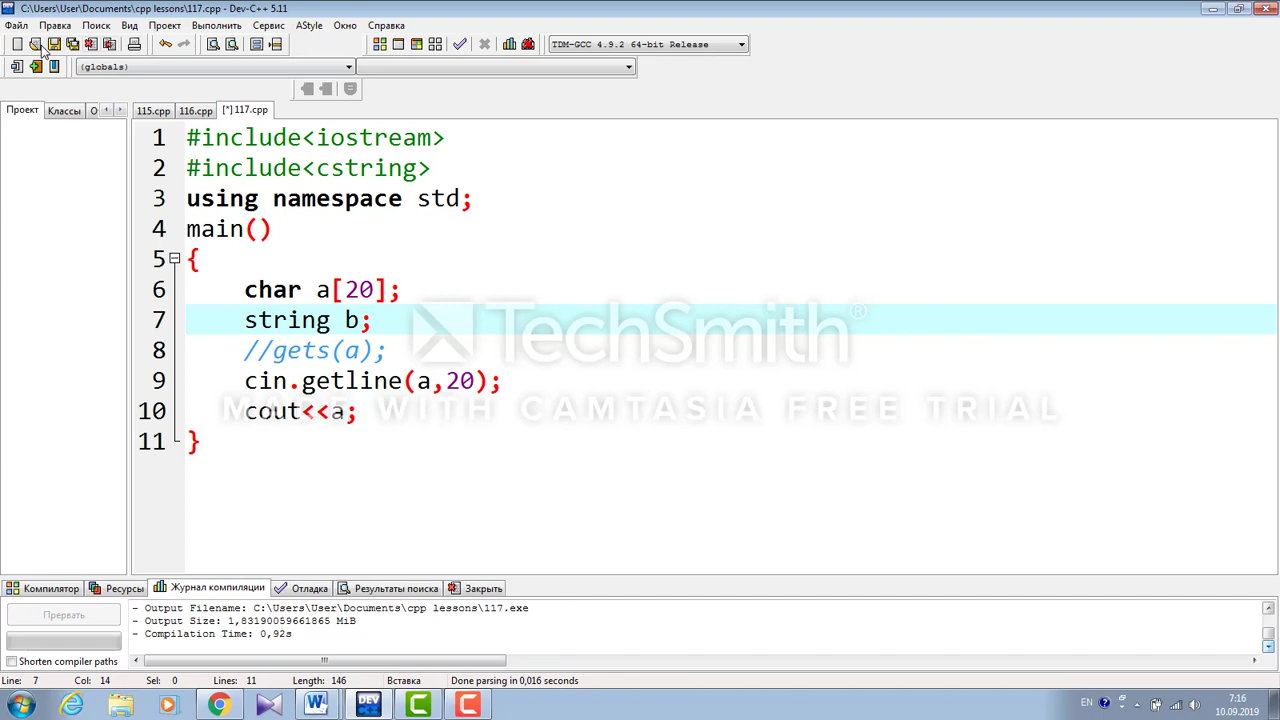 C:\Users\User\Documents\cpp lessons\117.cpp - Dev-C++ 5.11
Файл Правка Поиск Вид Проект Выполнить Сервис AStyle Окно Справка
TDM-GCC 4.9.2 64-bit Release
(globals)
Проект Классы О 115.cpp 116.cpp [*] 117.cpp
1 #include<iostream>
2 #include<cstring>
3 using namespace std;
4 main()
5 {
6 char a[20];
7 string b;
8 //gets(a);
9 cin.getline(a,20);
10 cout<<a;
11 }
TechSmith®
MADE WITH CAMTASIA FREE TRIAL
Компилятор Ресурсы Журнал компиляции Отладка Результаты поиска Закрыть
Прервать
- Output Filename: C:\Users\User\Documents\cpp lessons\117.exe
- Output Size: 1,83190059661865 MiB
- Compilation Time: 0,92s
Shorten compiler paths
Line: 7 Col: 14 Sel: 0 Lines: 11 Length: 146 Вставка Done parsing in 0,016 seconds
EN 7:16
10.09.2019